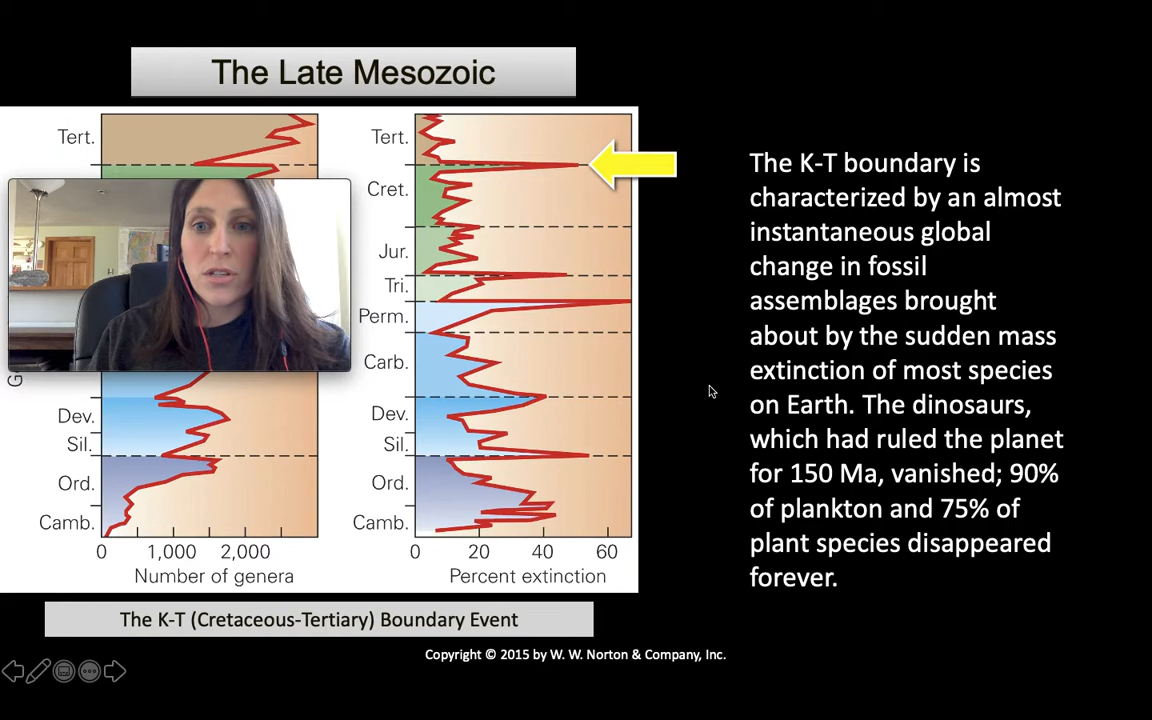 The Late Mesozoic
Tert.
Dev.
Sil.
Ord.
Camb.
0 1,000 2,000
Number of genera
Tert.
Cret.
Jur.
Tri.
Perm.
Carb.
Dev.
Sil.
Ord.
Camb.
0 20 40 60
Percent extinction
The K-T boundary is
characterized by an almost
instantaneous global
change in fossil
assemblages brought
about by the sudden mass
extinction of most species
on Earth. The dinosaurs,
which had ruled the planet
for 150 Ma, vanished; 90%
of plankton and 75% of
plant species disappeared
forever.
The K-T (Cretaceous-Tertiary) Boundary Event
Copyright © 2015 by W. W. Norton & Company, Inc.